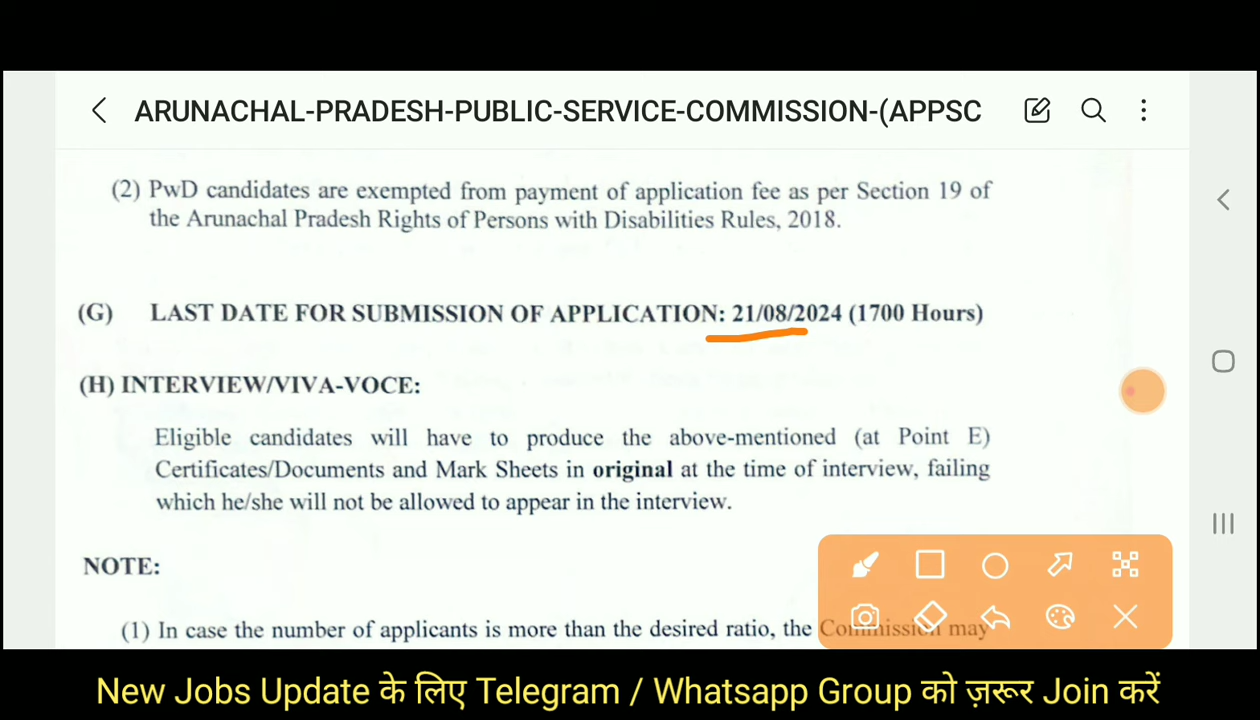 ARUNACHAL-PRADESH-PUBLIC-SERVICE-COMMISSION-(APPSC
(2) PwD candidates are exempted from payment of application fee as per Section 19 of
the Arunachal Pradesh Rights of Persons with Disabilities Rules, 2018.
(G) LAST DATE FOR SUBMISSION OF APPLICATION: 21/08/2024 (1700 Hours)
(H) INTERVIEW/VIVA-VOCE:
Eligible candidates will have to produce the above-mentioned (at Point E)
Certificates/Documents and Mark Sheets in original at the time of interview, failing
which he/she will not be allowed to appear in the interview.
NOTE:
(1) In case the number of applicants is more than the desired ratio, the Commission may
New Jobs Update के लिए Telegram / Whatsapp Group को ज़रूर Join करें